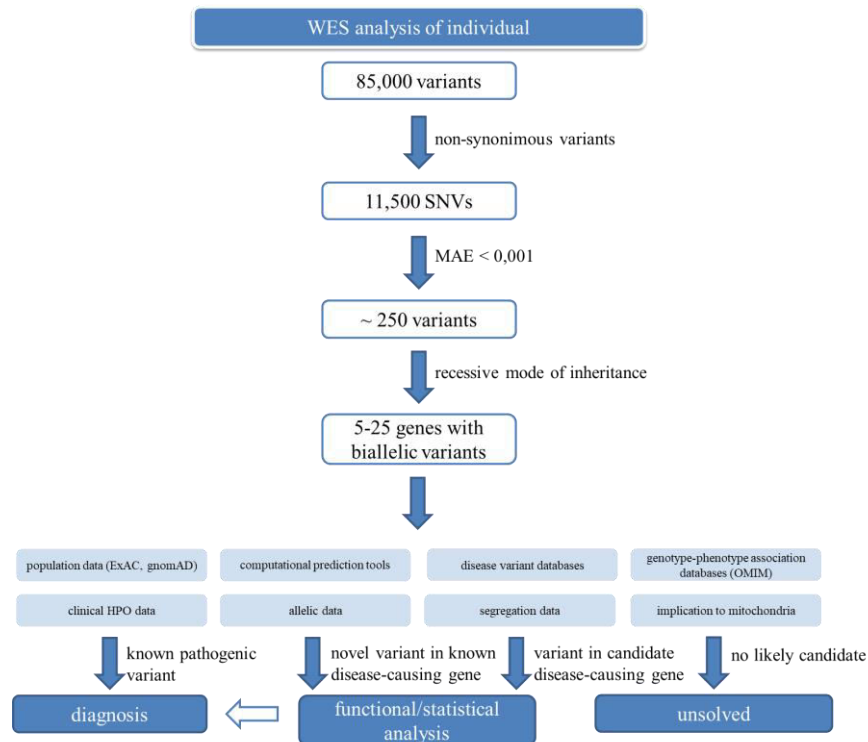 WES analysis of individual
85,000 variants
non-synonimous variants
11,500 SNVs
MAE < 0,001
~ 250 variants
recessive mode of inheritance
5-25 genes with
biallelic variants
population data (ExAC, gnomAD)
computational prediction tools
disease variant databases
genotype-phenotype association
databases (OMIM)
clinical HPO data
allelic data
segregation data
implication to mitochondria
known pathogenic
variant
novel variant in known
disease-causing gene
variant in candidate
disease-causing gene
no likely candidate
diagnosis
functional/statistical
analysis
unsolved